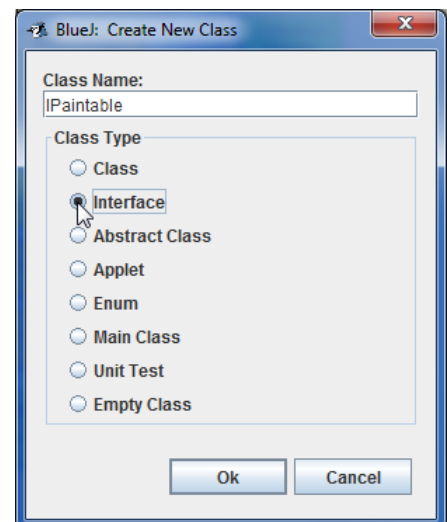 BlueJ: Create New Class
Class Name:
IPaintable
Class Type
Class
Interface
Abstract Class
Applet
Enum
Main Class
Unit Test
Empty Class
Ok Cancel